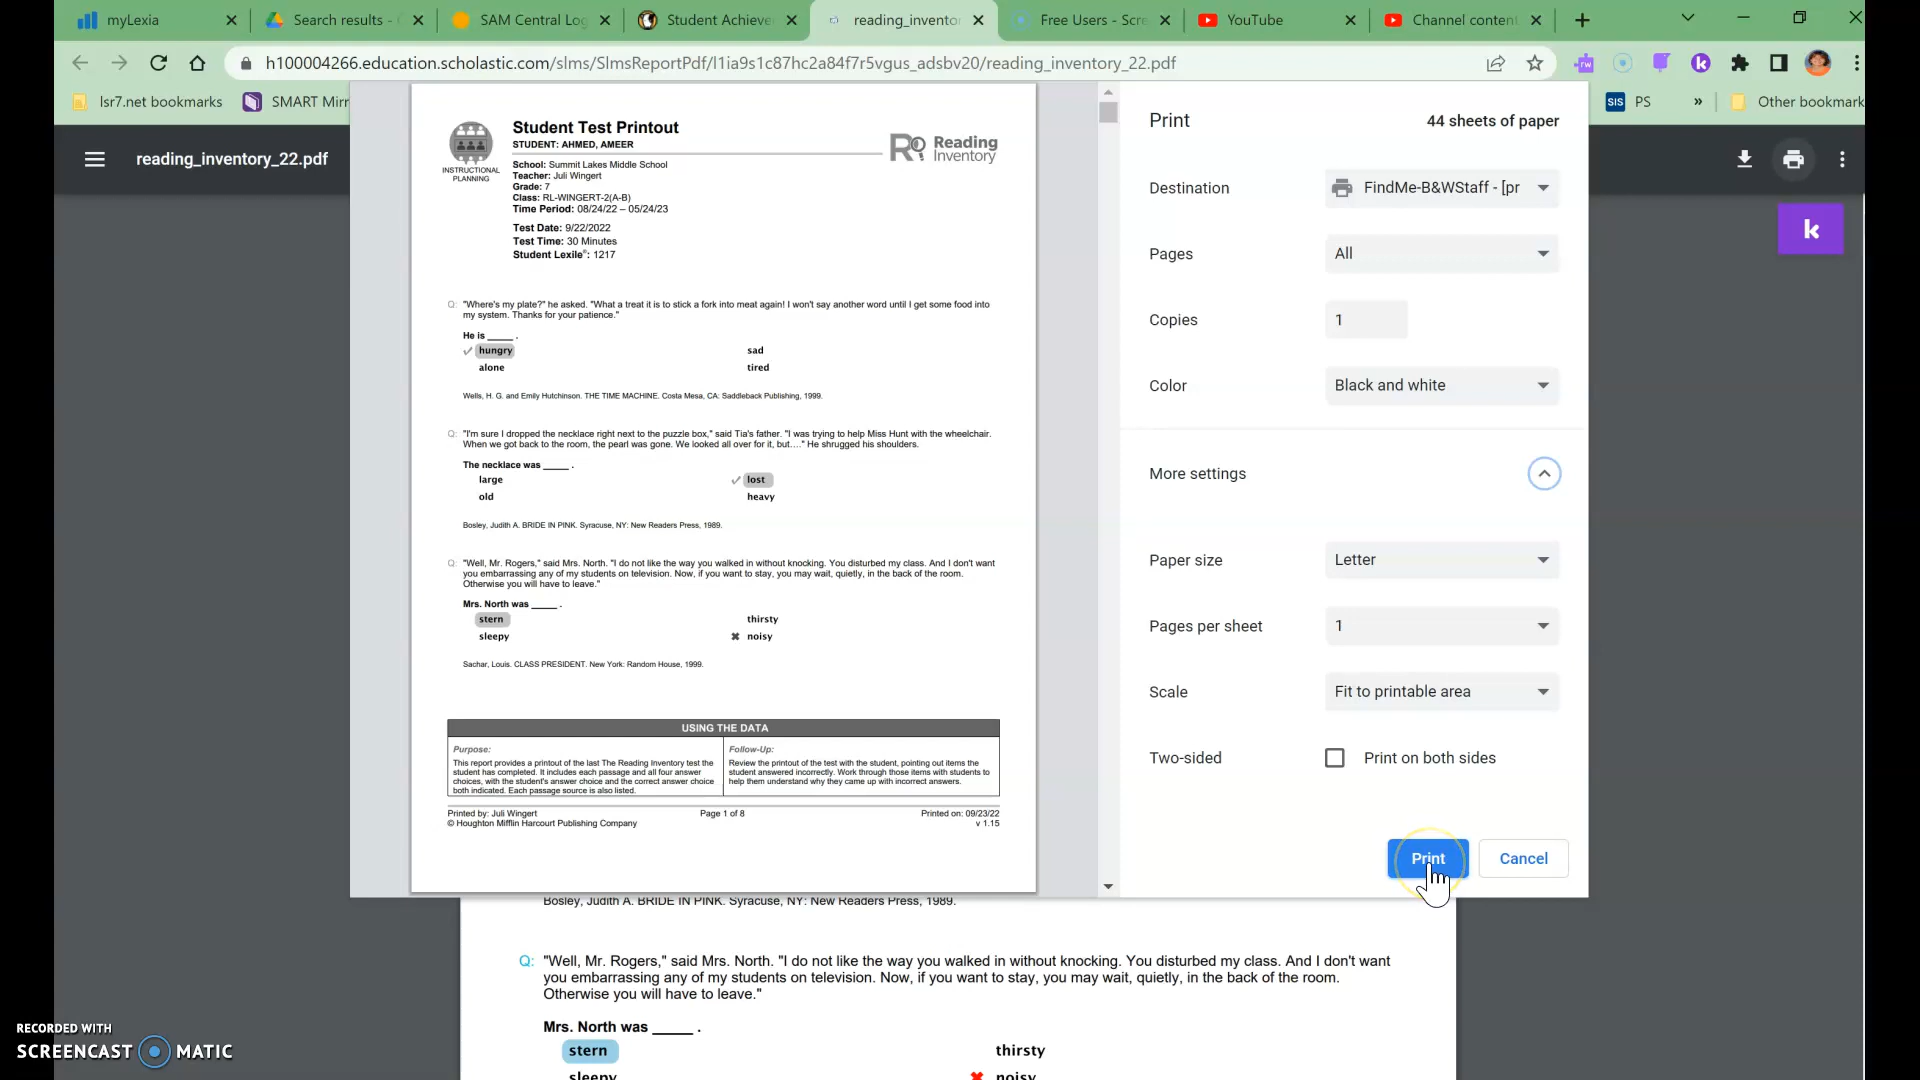 myLexia
Search results -
SAM Central Log
Student Achieve
reading_invento
Free Users - Scre
YouTube
Channel content
h100004266.education.scholastic.com/slms/SlmsReportPdf/l1ia9s1c87hc2a84f7r5vgus_adsbv20/reading_inventory_22.pdf
lsr7.net bookmarks
SMART Mirr
SIS
PS
»
Other bookmark
reading_inventory_22.pdf
k
INSTRUCTIONAL
PLANNING
Student Test Printout
STUDENT: AHMED, AMEER
Reading
Inventory
School: Summit Lakes Middle School
Teacher: Juli Wingert
Grade: 7
Class: RL-WINGERT-2(A-B)
Time Period: 08/24/22 – 05/24/23
Test Date: 9/22/2022
Test Time: 30 Minutes
Student Lexile®: 1217
Q: "Where's my plate?" he asked. "What a treat it is to stick a fork into meat again! I won't say another word until I get some food into
my system. Thanks for your patience."
He is _____ .
hungry sad
alone tired
Wells, H. G. and Emily Hutchinson. THE TIME MACHINE. Costa Mesa, CA: Saddleback Publishing, 1999.
Q: "I'm sure I dropped the necklace right next to the puzzle box," said Tia's father. "I was trying to help Miss Hunt with the wheelchair.
When we got back to the room, the pearl was gone. We looked all over for it, but...." He shrugged his shoulders.
The necklace was _____ .
large lost
old heavy
Bosley, Judith A. BRIDE IN PINK. Syracuse, NY: New Readers Press, 1989.
Q: "Well, Mr. Rogers," said Mrs. North. "I do not like the way you walked in without knocking. You disturbed my class. And I don't want
you embarrassing any of my students on television. Now, if you want to stay, you may wait, quietly, in the back of the room.
Otherwise you will have to leave."
Mrs. North was _____ .
stern thirsty
sleepy noisy
Sachar, Louis. CLASS PRESIDENT. New York: Random House, 1999.
USING THE DATA
Purpose:
This report provides a printout of the last The Reading Inventory test the
student has completed. It includes each passage and all four answer
choices, with the student's answer choice and the correct answer choice
both indicated. Each passage source is also listed.
Follow-Up:
Review the printout of the test with the student, pointing out items the
student answered incorrectly. Work through those items with students to
help them understand why they came up with incorrect answers.
Printed by: Juli Wingert Page 1 of 8 Printed on: 09/23/22
© Houghton Mifflin Harcourt Publishing Company v 1.15
Print 44 sheets of paper
Destination FindMe-B&WStaff - [pr
Pages All
Copies 1
Color Black and white
More settings
Paper size Letter
Pages per sheet 1
Scale Fit to printable area
Two-sided Print on both sides
Print Cancel
Bosley, Judith A. BRIDE IN PINK. Syracuse, NY: New Readers Press, 1989.
Q: "Well, Mr. Rogers," said Mrs. North. "I do not like the way you walked in without knocking. You disturbed my class. And I don't want
you embarrassing any of my students on television. Now, if you want to stay, you may wait, quietly, in the back of the room.
Otherwise you will have to leave."
Mrs. North was _____ .
stern thirsty
sleepy noisy
RECORDED WITH
SCREENCAST MATIC